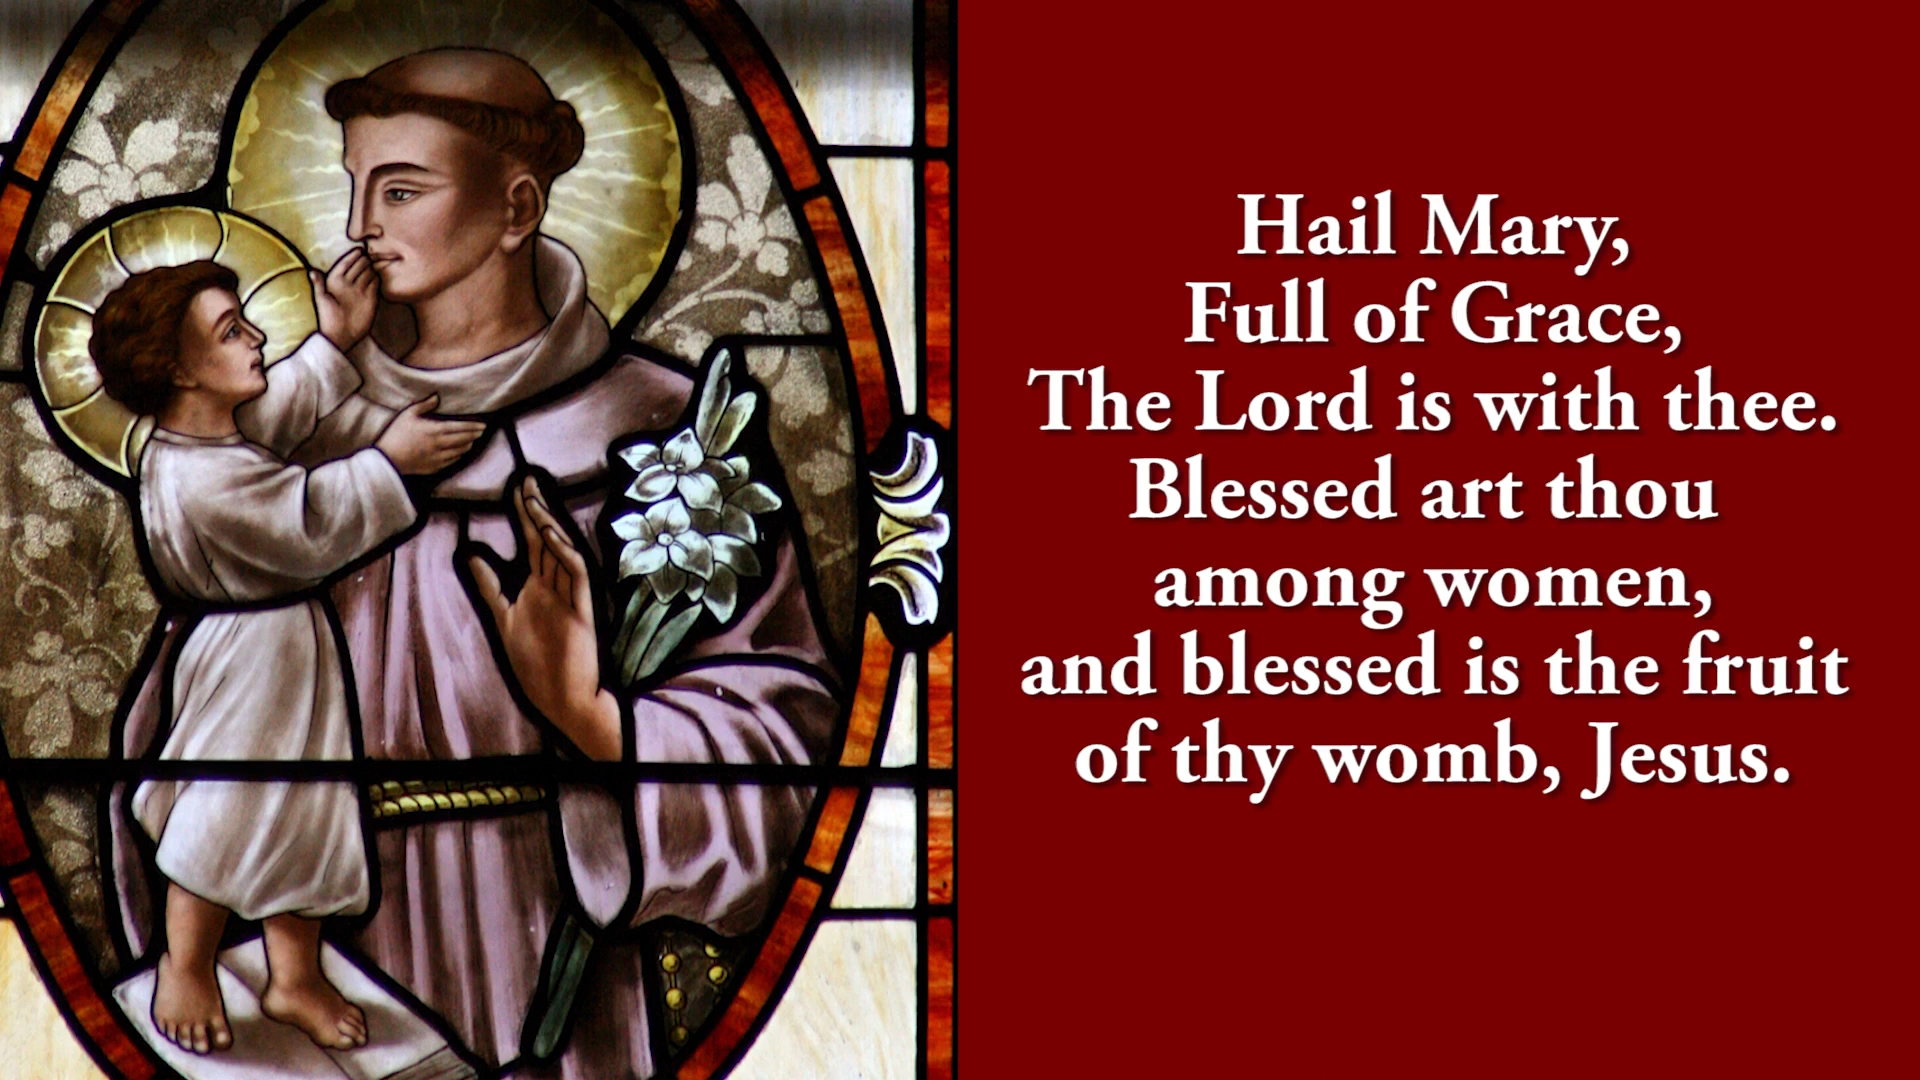 Hail Mary,
Full of Grace,
The Lord is with thee.
Blessed art thou
among women,
and blessed is the fruit
of thy womb, Jesus.